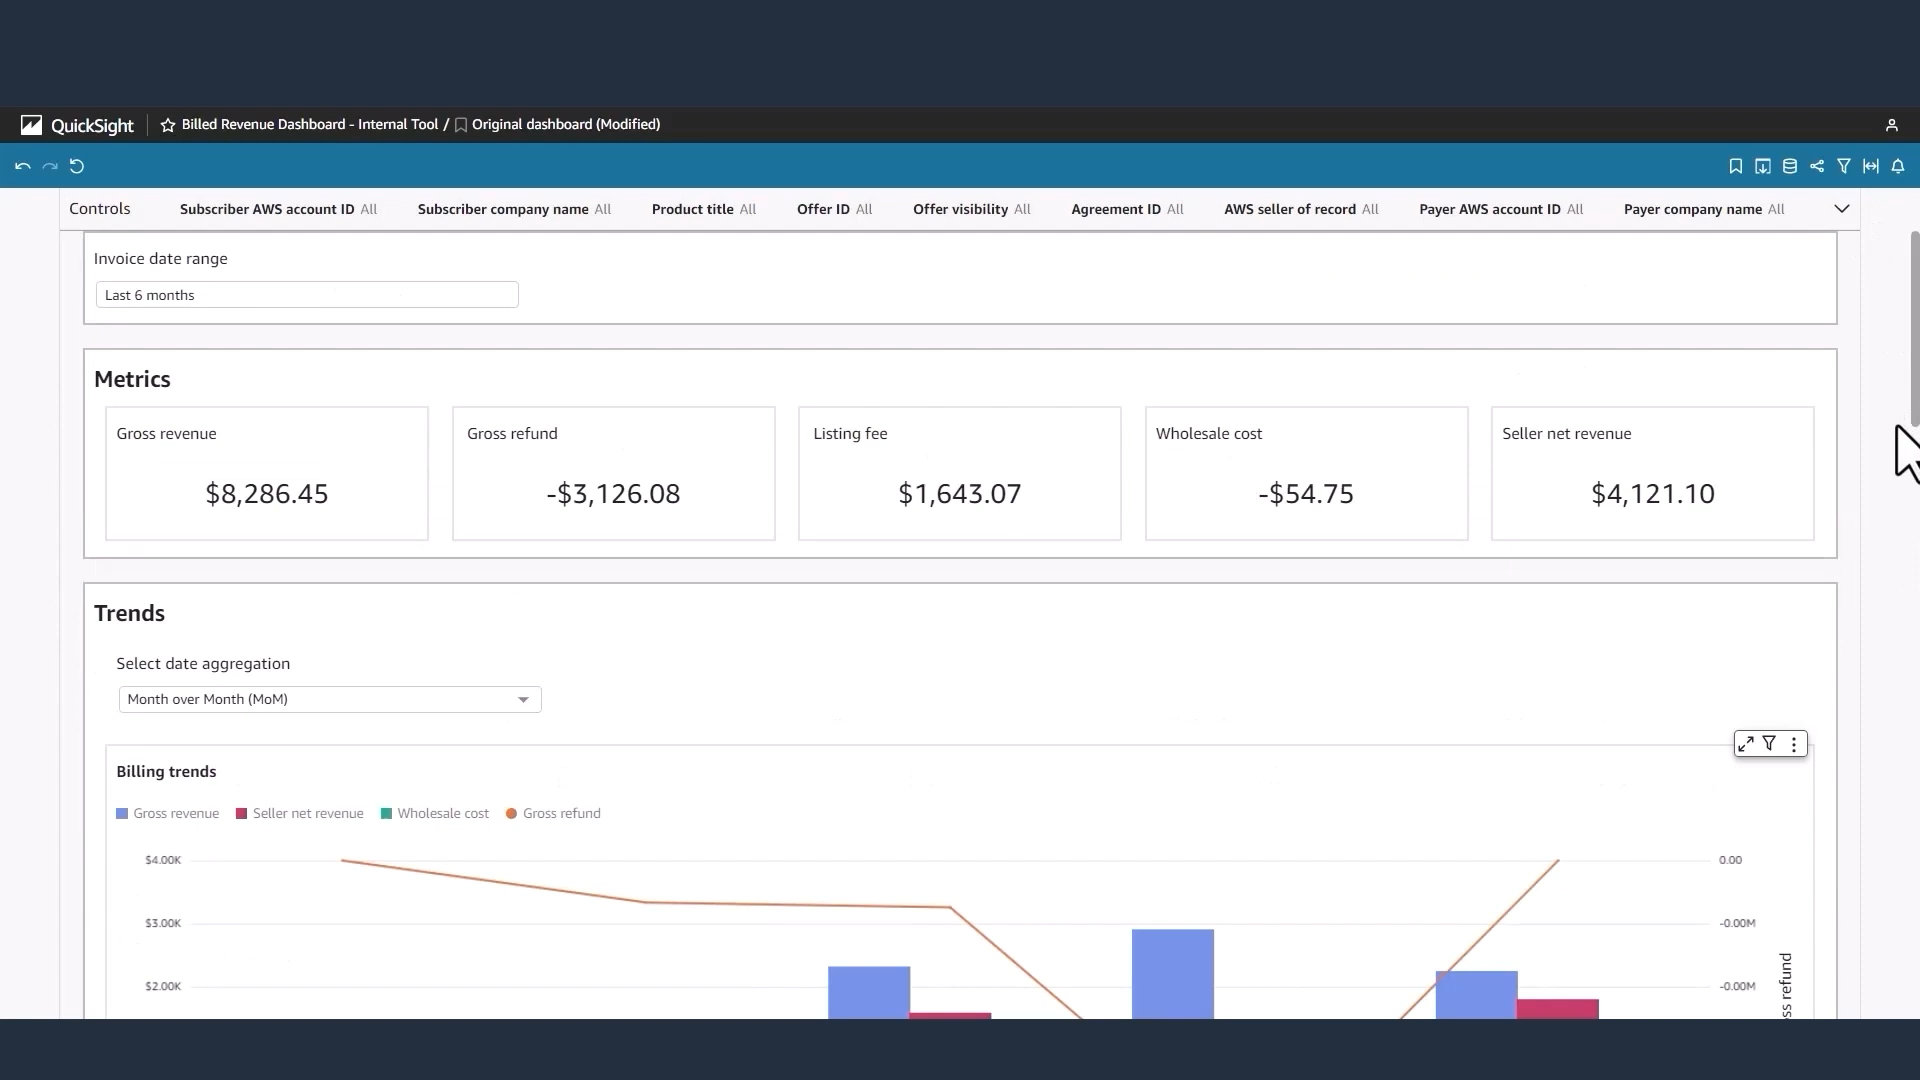 QuickSight
Billed Revenue Dashboard - Internal Tool / Original dashboard (Modified)
Controls Subscriber AWS account ID All Subscriber company name All Product title All Offer ID All Offer visibility All Agreement ID All AWS seller of record All Payer AWS account ID All Payer company name All
Invoice date range
Last 6 months
Metrics
Gross revenue
$8,286.45
Gross refund
-$3,126.08
Listing fee
$1,643.07
Wholesale cost
-$54.75
Seller net revenue
$4,121.10
Trends
Select date aggregation
Month over Month (MoM)
Billing trends
Gross revenue Seller net revenue Wholesale cost Gross refund
$4.00K 0.00
$3.00K -0.00M
$2.00K -0.00M
ss refund